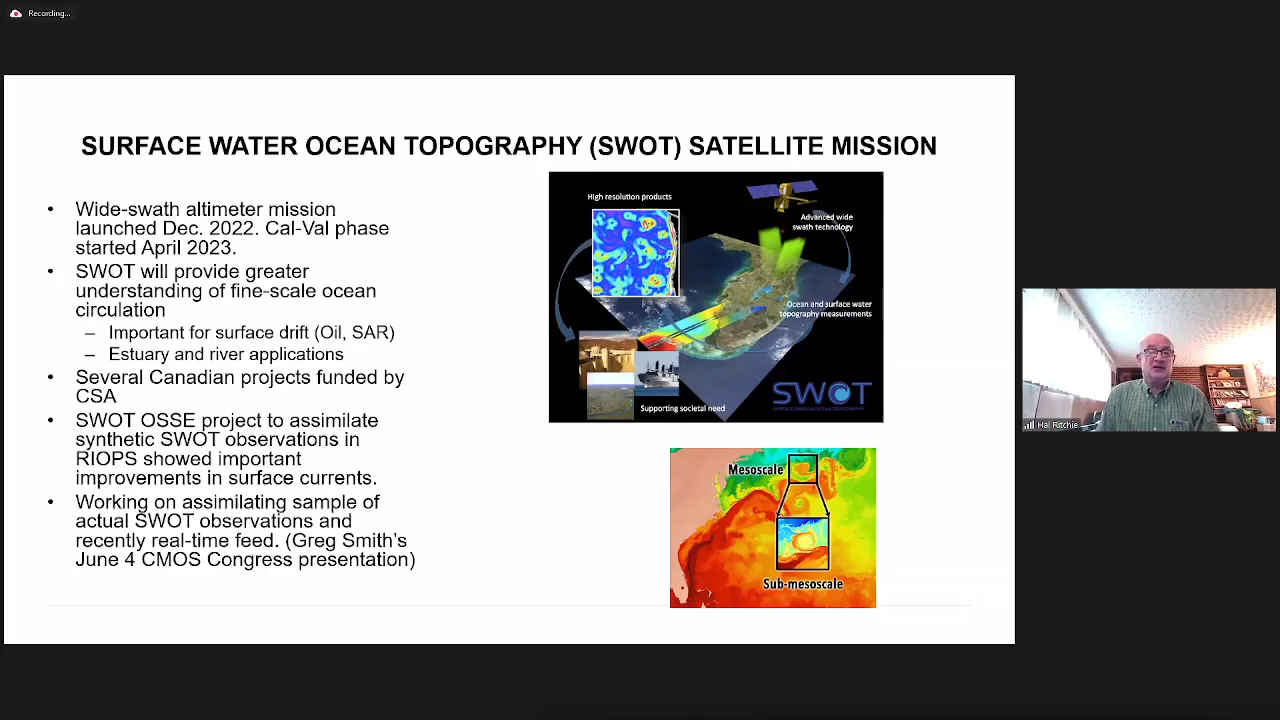 Recording...
SURFACE WATER OCEAN TOPOGRAPHY (SWOT) SATELLITE MISSION
• Wide-swath altimeter mission
launched Dec. 2022. Cal-Val phase
started April 2023.
• SWOT will provide greater
understanding of fine-scale ocean
circulation
– Important for surface drift (Oil, SAR)
– Estuary and river applications
• Several Canadian projects funded by
CSA
• SWOT OSSE project to assimilate
synthetic SWOT observations in
RIOPS showed important
improvements in surface currents.
• Working on assimilating sample of
actual SWOT observations and
recently real-time feed. (Greg Smith's
June 4 CMOS Congress presentation)
High resolution products
Advanced wide
swath technology
Ocean and surface water
topography measurements
Supporting societal need
SWOT
Mesoscale
Sub-mesoscale
Hal Ritchie